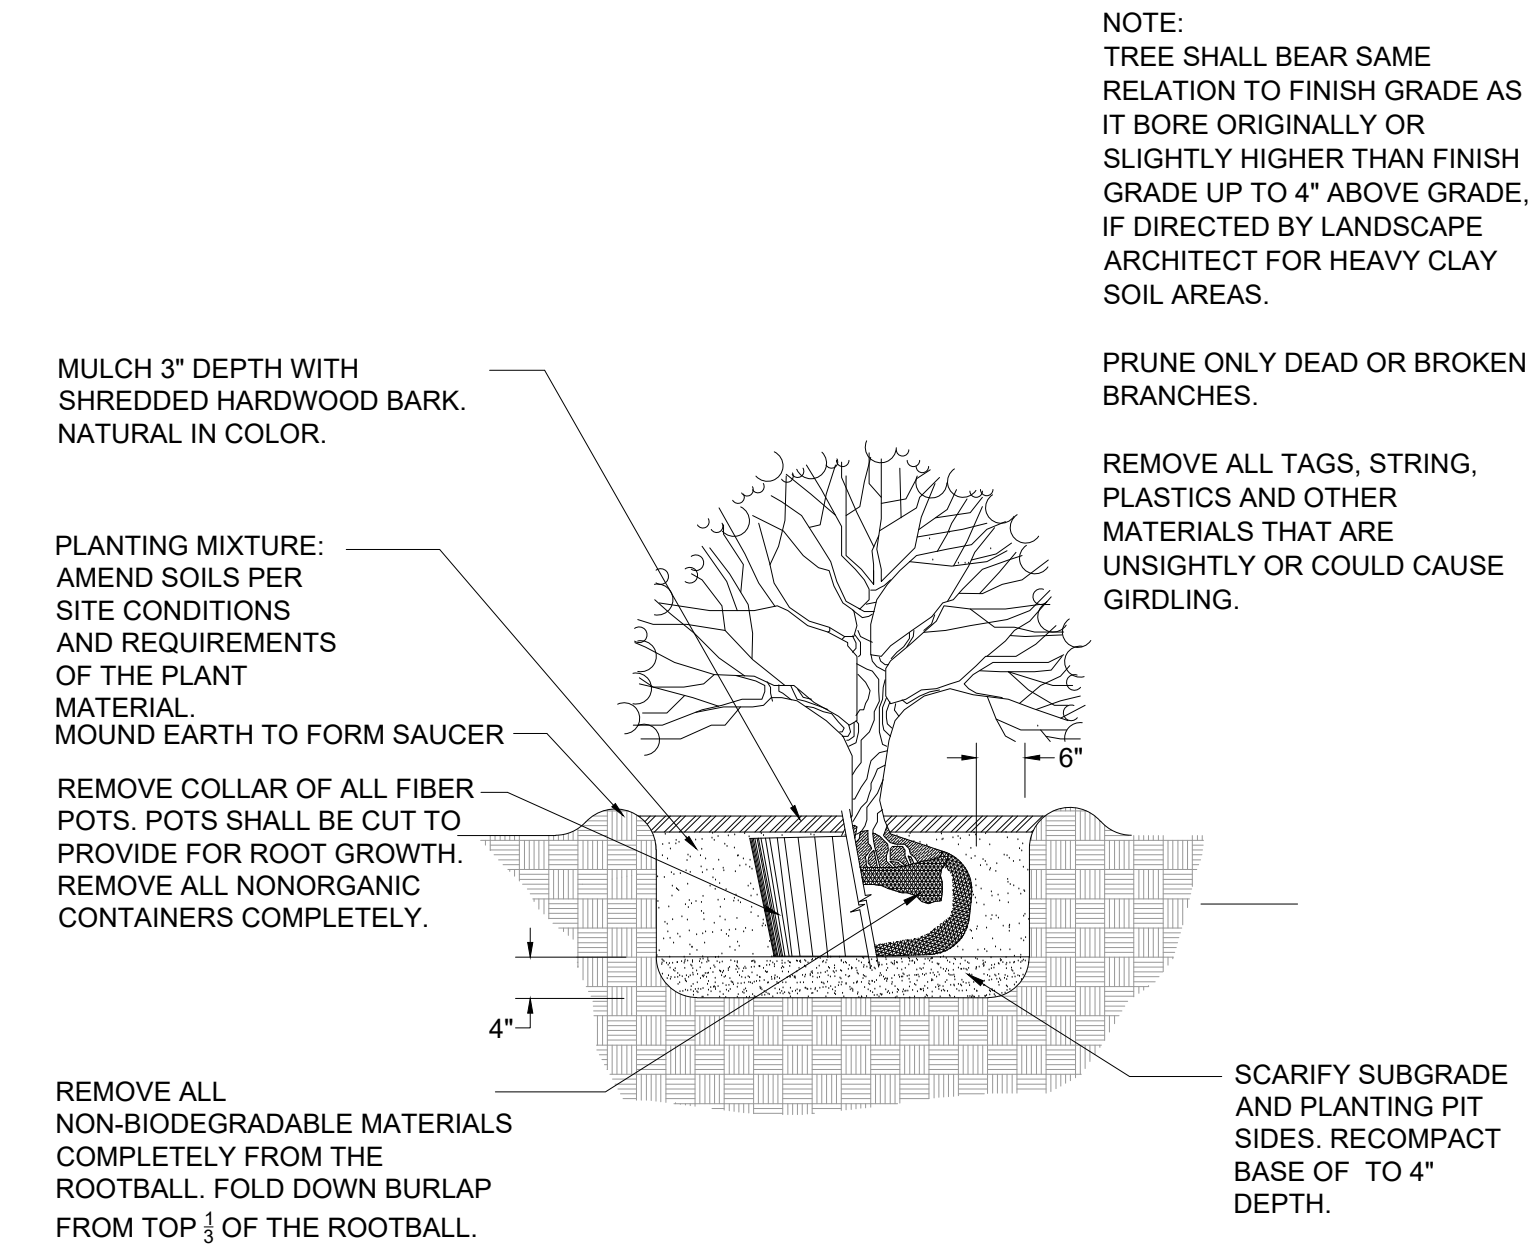 NOTE:
TREE SHALL BEAR SAME
RELATION TO FINISH GRADE AS
IT BORE ORIGINALLY OR
SLIGHTLY HIGHER THAN FINISH
GRADE UP TO 4" ABOVE GRADE,
IF DIRECTED BY LANDSCAPE
ARCHITECT FOR HEAVY CLAY
SOIL AREAS.
PRUNE ONLY DEAD OR BROKEN
BRANCHES.
REMOVE ALL TAGS, STRING,
PLASTICS AND OTHER
MATERIALS THAT ARE
UNSIGHTLY OR COULD CAUSE
GIRDLING.
MULCH 3" DEPTH WITH
SHREDDED HARDWOOD BARK.
NATURAL IN COLOR.
PLANTING MIXTURE:
AMEND SOILS PER
SITE CONDITIONS
AND REQUIREMENTS
OF THE PLANT
MATERIAL.
MOUND EARTH TO FORM SAUCER
REMOVE COLLAR OF ALL FIBER
POTS. POTS SHALL BE CUT TO
PROVIDE FOR ROOT GROWTH.
REMOVE ALL NONORGANIC
CONTAINERS COMPLETELY.
6"
4"
REMOVE ALL
NON-BIODEGRADABLE MATERIALS
COMPLETELY FROM THE
ROOTBALL. FOLD DOWN BURLAP
FROM TOP 1/3 OF THE ROOTBALL.
SCARIFY SUBGRADE
AND PLANTING PIT
SIDES. RECOMPACT
BASE OF  TO 4"
DEPTH.